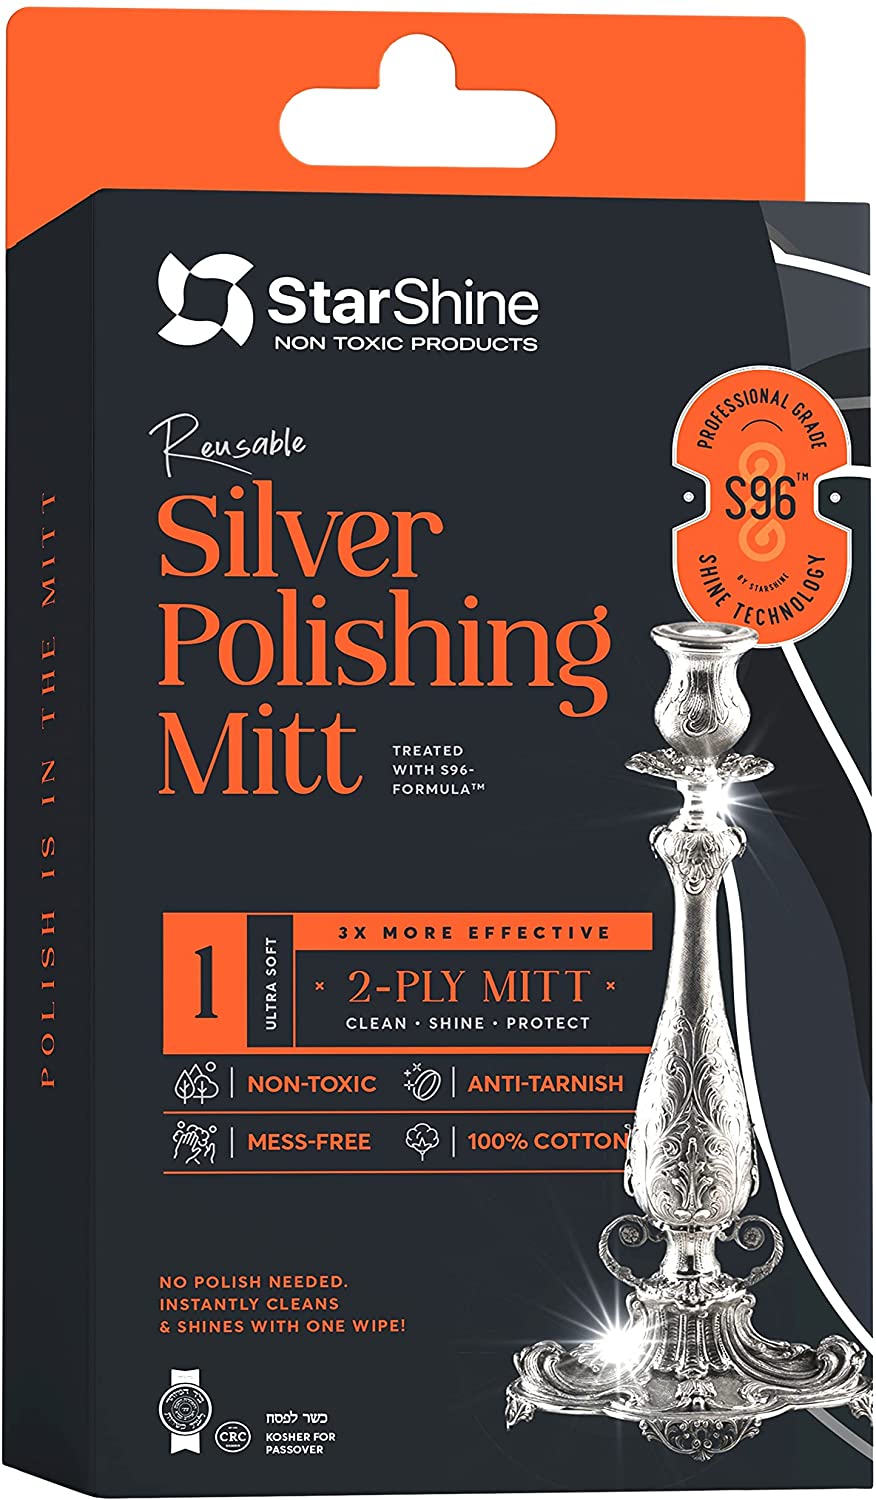 StarShine
NON TOXIC PRODUCTS
Reusable
Silver
Polishing
Mitt
TREATED
WITH S96-
FORMULA™
PROFESSIONAL GRADE
S96™
BY STARSHINE
SHINE TECHNOLOGY
POLISH IS IN THE MITT
1
ULTRA SOFT
3X MORE EFFECTIVE
2-PLY MITT
CLEAN · SHINE · PROTECT
NON-TOXIC
ANTI-TARNISH
MESS-FREE
100% COTTON
NO POLISH NEEDED.
INSTANTLY CLEANS
& SHINES WITH ONE WIPE!
CRC
כשר לפסח
KOSHER FOR
PASSOVER